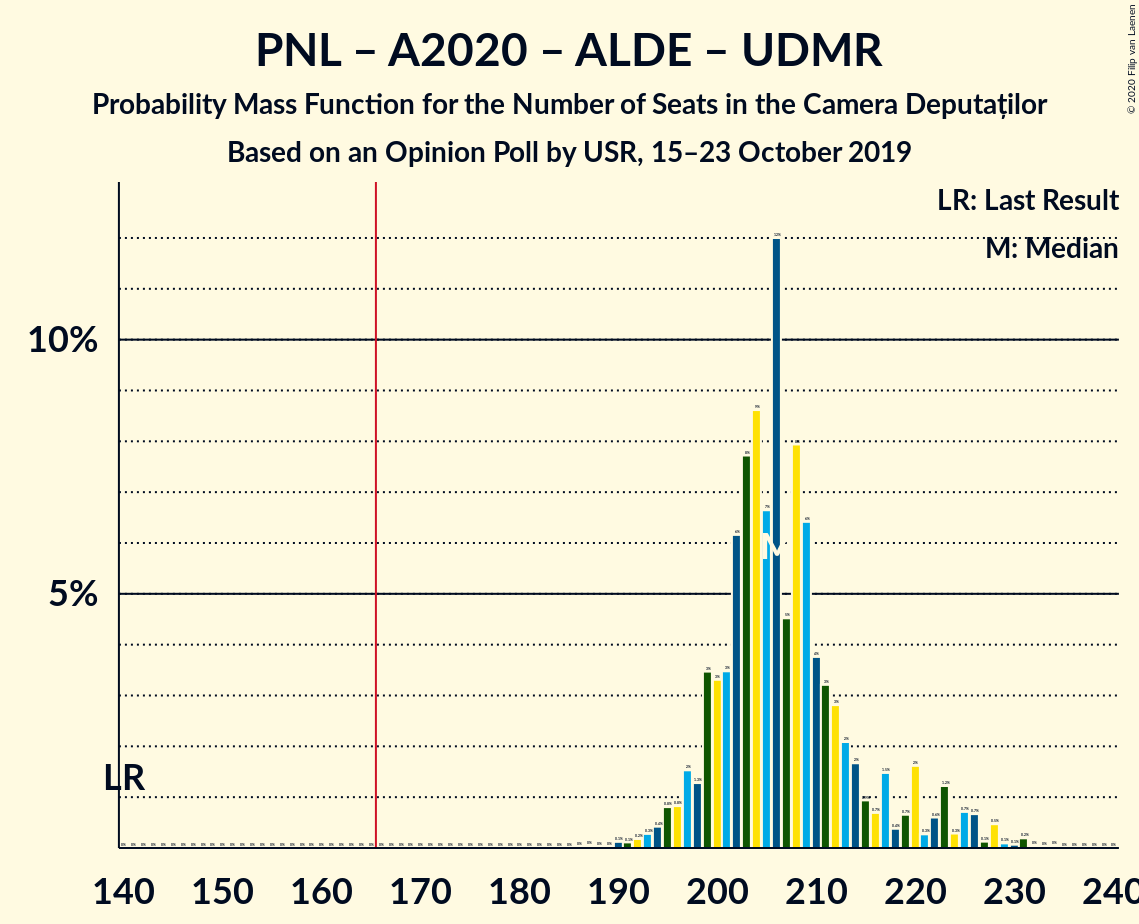 PNL – A2020 – ALDE – UDMR
Probability Mass Function for the Number of Seats in the Camera Deputaților
Based on an Opinion Poll by USR, 15–23 October 2019
© 2020 Filip van Laenen
LR: Last Result
M: Median
10%
5%
LR
M
140 150 160 170 180 190 200 210 220 230 240